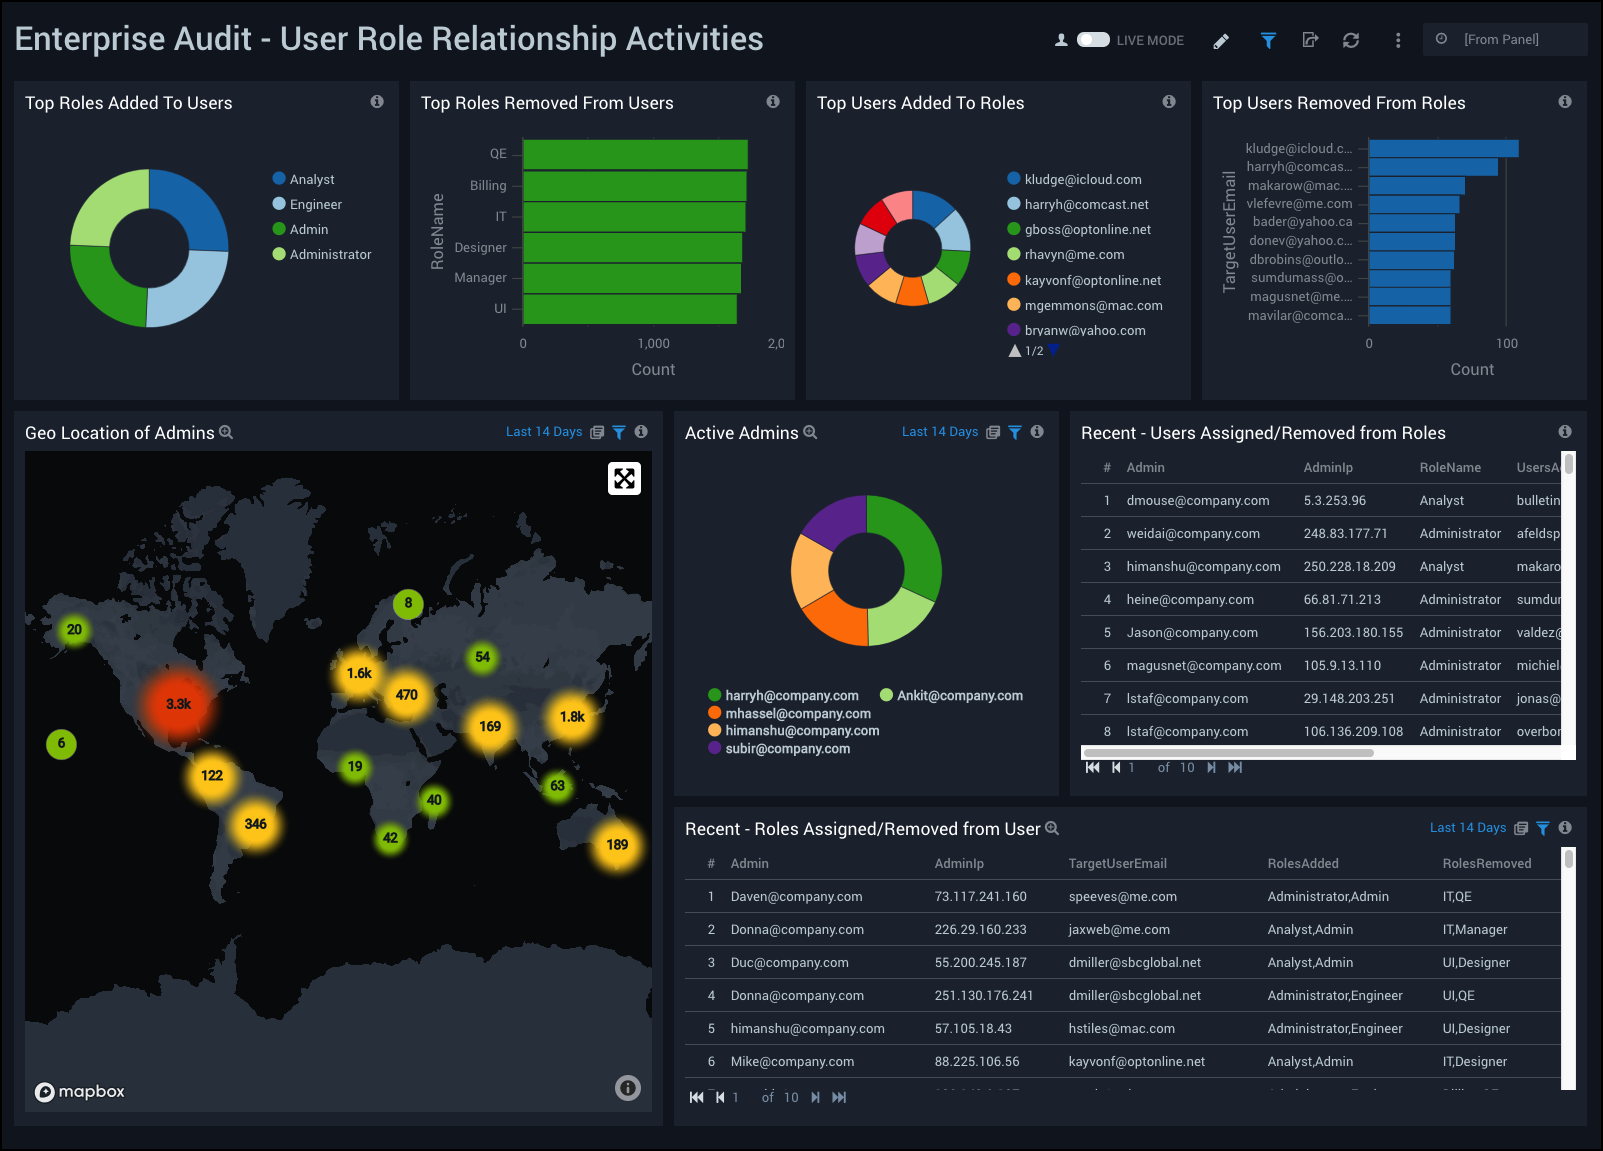 Enterprise Audit - User Role Relationship Activities
LIVE MODE
[From Panel]
Top Roles Added To Users
Analyst
Engineer
Admin
Administrator
Top Roles Removed From Users
RoleName
QE
Billing
IT
Designer
Manager
UI
0 1,000 2,0
Count
Top Users Added To Roles
kludge@icloud.com
harryh@comcast.net
gboss@optonline.net
rhavyn@me.com
kayvonf@optonline.net
mgemmons@mac.com
bryanw@yahoo.com
1/2
Top Users Removed From Roles
TargetUserEmail
kludge@icloud.c...
harryh@comcas...
makarow@mac....
vlefevre@me.com
bader@yahoo.ca
donev@yahoo.c...
dbrobins@outlo...
sumdumass@o...
magusnet@me....
mavilar@comca...
0 100
Count
Geo Location of Admins
Last 14 Days
8
20
54
1.6k
470
3.3k
1.8k
169
6
19
122
63
40
346
42
189
mapbox
Active Admins
Last 14 Days
harryh@company.com Ankit@company.com
mhassel@company.com
himanshu@company.com
subir@company.com
Recent - Users Assigned/Removed from Roles
# Admin AdminIp RoleName UsersA
1 dmouse@company.com 5.3.253.96 Analyst bulletin
2 weidai@company.com 248.83.177.71 Administrator afeldsp
3 himanshu@company.com 250.228.18.209 Analyst makaro
4 heine@company.com 66.81.71.213 Administrator sumdur
5 Jason@company.com 156.203.180.155 Administrator valdez@
6 magusnet@company.com 105.9.13.110 Administrator michiel
7 lstaf@company.com 29.148.203.251 Administrator jonas@
8 lstaf@company.com 106.136.209.108 Administrator overbor
1 of 10
Recent - Roles Assigned/Removed from User
Last 14 Days
# Admin AdminIp TargetUserEmail RolesAdded RolesRemoved
1 Daven@company.com 73.117.241.160 speeves@me.com Administrator,Admin IT,QE
2 Donna@company.com 226.29.160.233 jaxweb@me.com Analyst,Admin IT,Manager
3 Duc@company.com 55.200.245.187 dmiller@sbcglobal.net Analyst,Admin UI,Designer
4 Donna@company.com 251.130.176.241 dmiller@sbcglobal.net Administrator,Engineer UI,QE
5 himanshu@company.com 57.105.18.43 hstiles@mac.com Administrator,Engineer UI,Designer
6 Mike@company.com 88.225.106.56 kayvonf@optonline.net Analyst,Admin IT,Designer
1 of 10